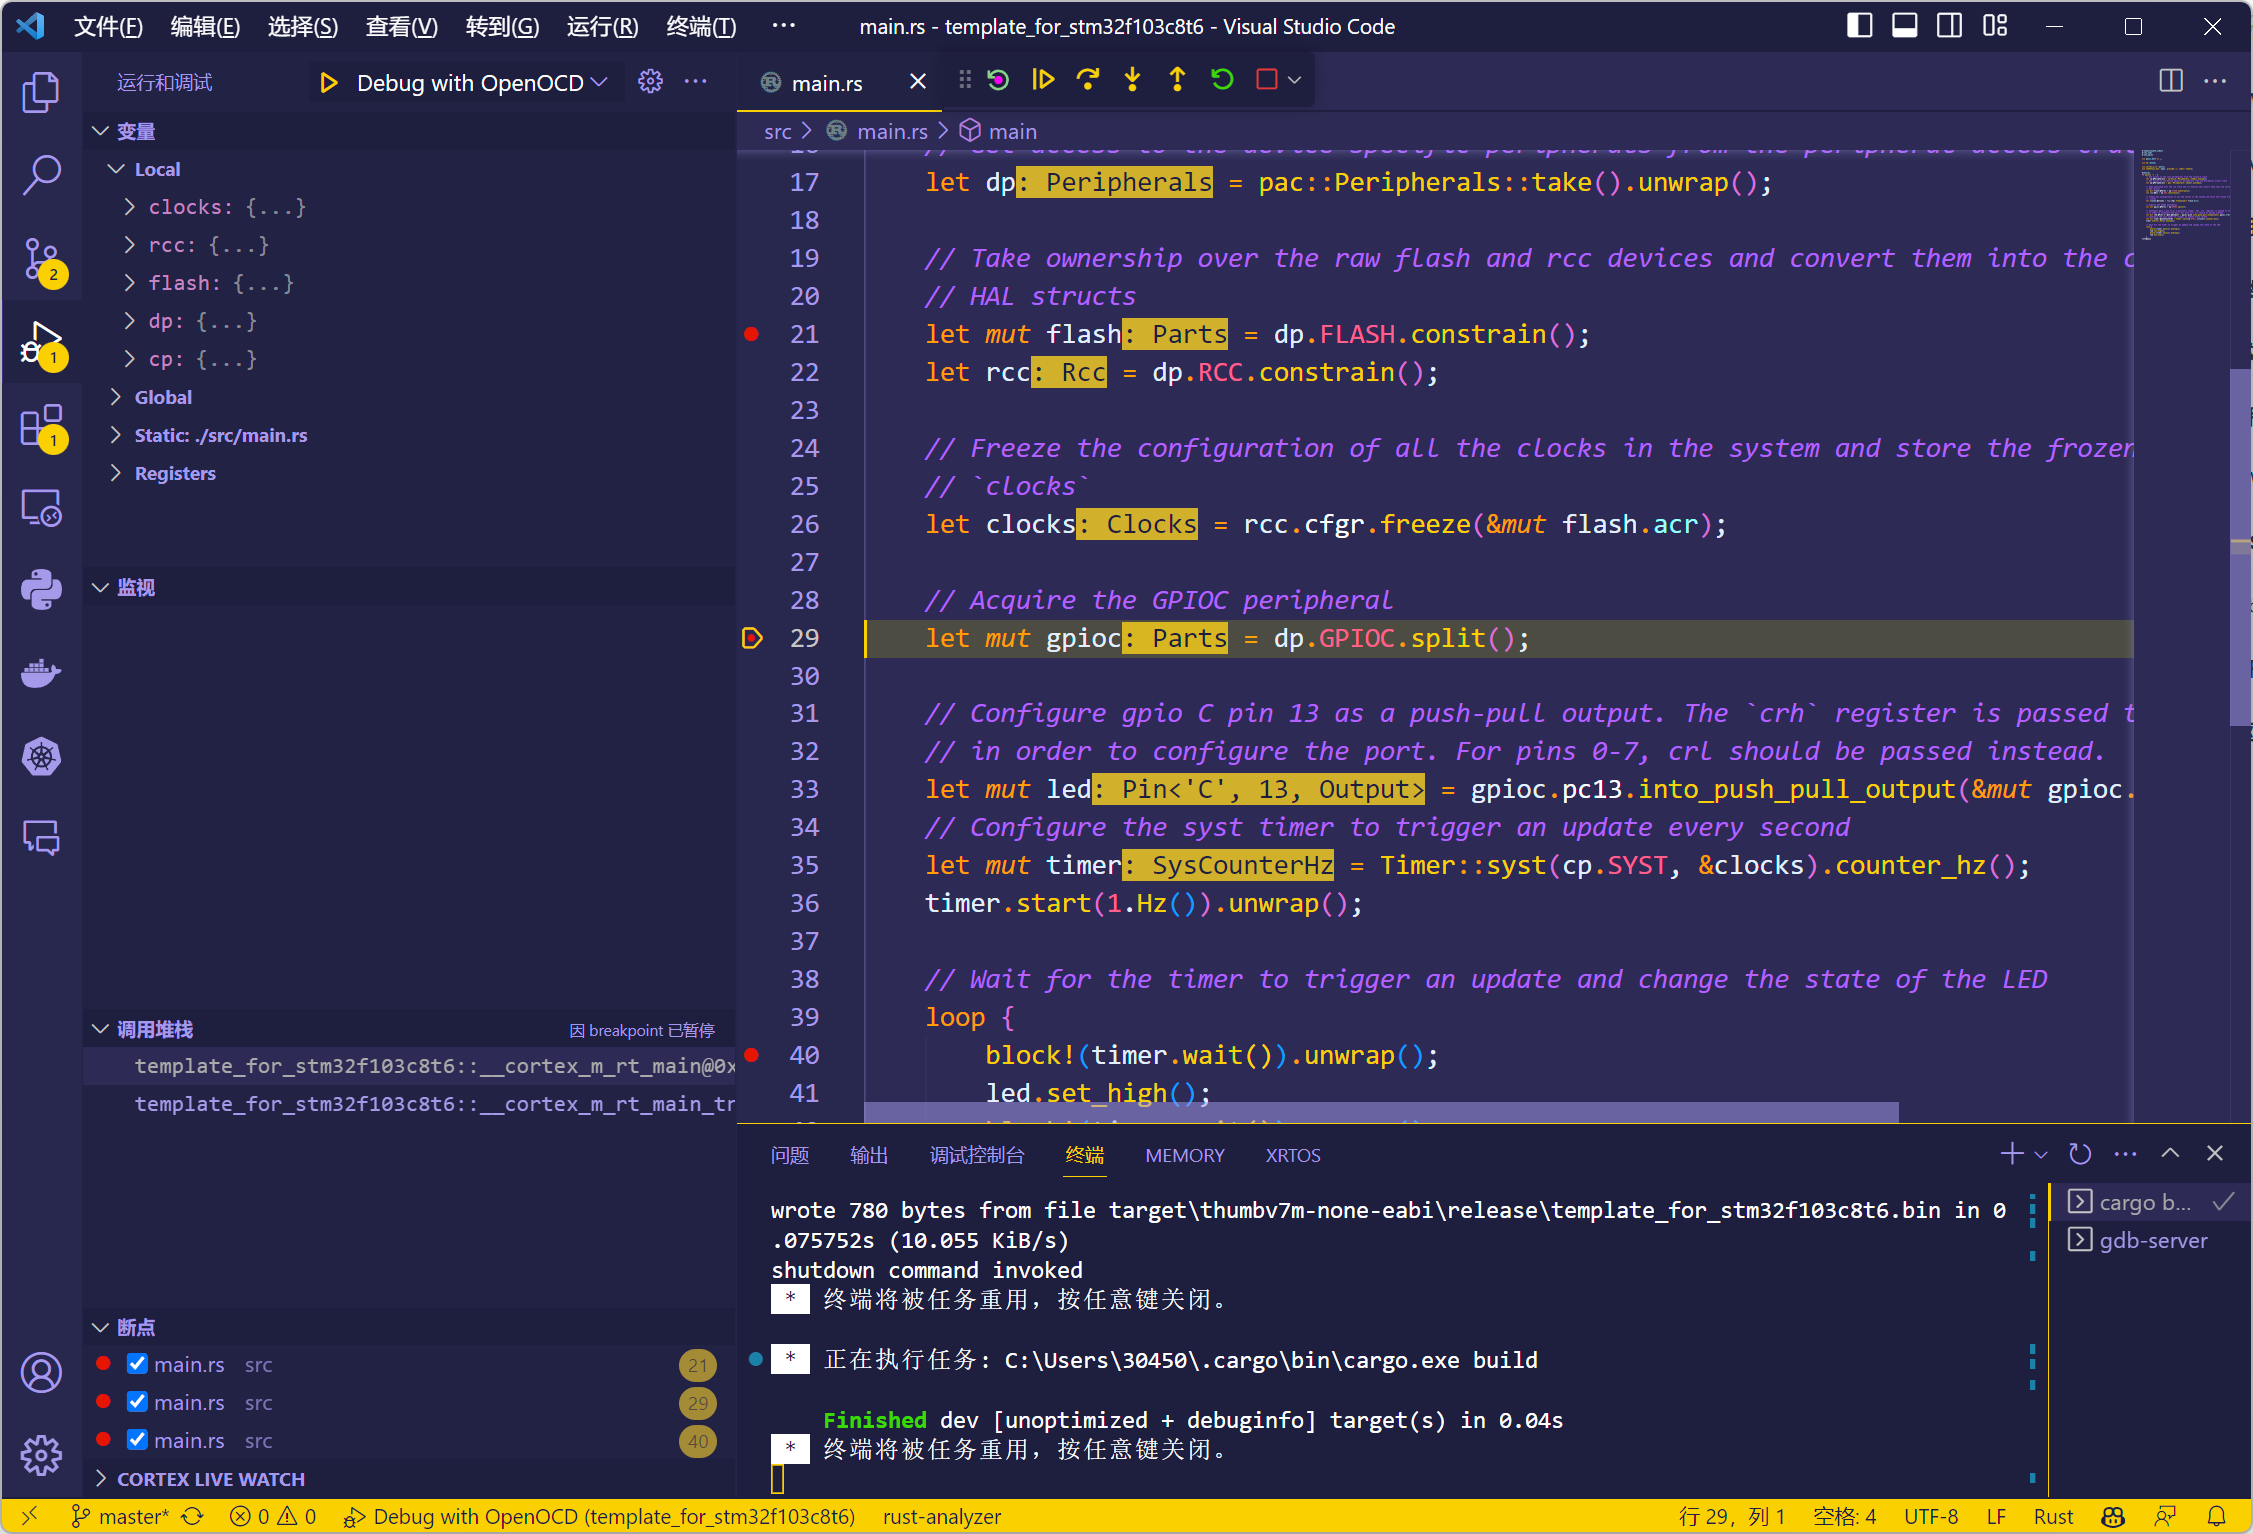 文件(F) 编辑(E) 选择(S) 查看(V) 转到(G) 运行(R) 终端(T) ··· main.rs - template_for_stm32f103c8t6 - Visual Studio Code
运行和调试 Debug with OpenOCD
main.rs
变量
Local
clocks: {...}
rcc: {...}
flash: {...}
dp: {...}
cp: {...}
Global
Static: ./src/main.rs
Registers
监视
调用堆栈 因 breakpoint 已暂停
template_for_stm32f103c8t6::__cortex_m_rt_main@0x
template_for_stm32f103c8t6::__cortex_m_rt_main_tr
断点
main.rs src 21
main.rs src 29
main.rs src 40
CORTEX LIVE WATCH
2
1
1
src > main.rs > main
17 let dp: Peripherals = pac::Peripherals::take().unwrap();
18
19 // Take ownership over the raw flash and rcc devices and convert them into the c
20 // HAL structs
21 let mut flash: Parts = dp.FLASH.constrain();
22 let rcc: Rcc = dp.RCC.constrain();
23
24 // Freeze the configuration of all the clocks in the system and store the frozen
25 // `clocks`
26 let clocks: Clocks = rcc.cfgr.freeze(&mut flash.acr);
27
28 // Acquire the GPIOC peripheral
29 let mut gpioc: Parts = dp.GPIOC.split();
30
31 // Configure gpio C pin 13 as a push-pull output. The `crh` register is passed t
32 // in order to configure the port. For pins 0-7, crl should be passed instead.
33 let mut led: Pin<'C', 13, Output> = gpioc.pc13.into_push_pull_output(&mut gpioc.
34 // Configure the syst timer to trigger an update every second
35 let mut timer: SysCounterHz = Timer::syst(cp.SYST, &clocks).counter_hz();
36 timer.start(1.Hz()).unwrap();
37
38 // Wait for the timer to trigger an update and change the state of the LED
39 loop {
40 block!(timer.wait()).unwrap();
41 led.set_high();
问题 输出 调试控制台 终端 MEMORY XRTOS
wrote 780 bytes from file target\thumbv7m-none-eabi\release\template_for_stm32f103c8t6.bin in 0
.075752s (10.055 KiB/s)
shutdown command invoked
* 终端将被任务重用，按任意键关闭。
* 正在执行任务: C:\Users\30450\.cargo\bin\cargo.exe build
Finished dev [unoptimized + debuginfo] target(s) in 0.04s
* 终端将被任务重用，按任意键关闭。
cargo b...
gdb-server
master* 0 0 Debug with OpenOCD (template_for_stm32f103c8t6) rust-analyzer 行 29，列 1 空格: 4 UTF-8 LF Rust